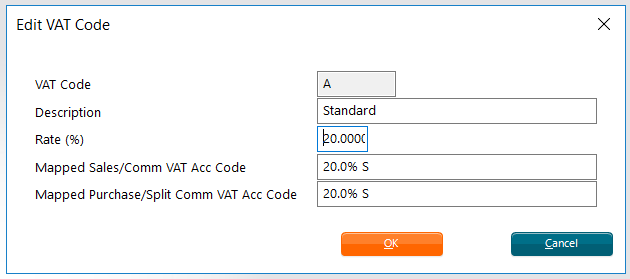 Edit VAT Code
VAT Code A
Description Standard
Rate (%) 20.0000
Mapped Sales/Comm VAT Acc Code 20.0% S
Mapped Purchase/Split Comm VAT Acc Code 20.0% S
OK Cancel